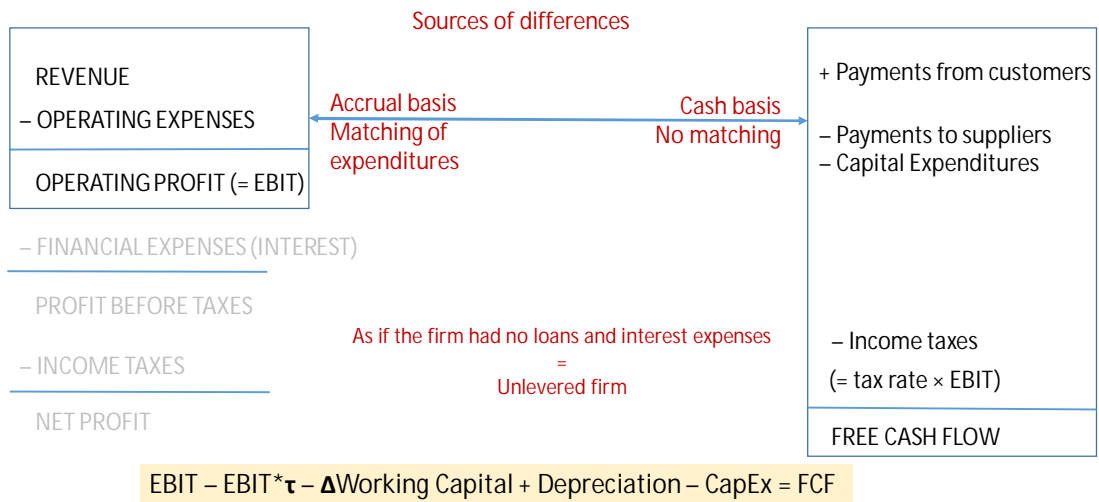 Sources of differences
REVENUE
– OPERATING EXPENSES
OPERATING PROFIT (= EBIT)
– FINANCIAL EXPENSES (INTEREST)
PROFIT BEFORE TAXES
– INCOME TAXES
NET PROFIT
Accrual basis
Matching of
expenditures
Cash basis
No matching
As if the firm had no loans and interest expenses
=
Unlevered firm
+ Payments from customers
– Payments to suppliers
– Capital Expenditures
– Income taxes
(= tax rate × EBIT)
FREE CASH FLOW
EBIT – EBIT*τ – ΔWorking Capital + Depreciation – CapEx = FCF